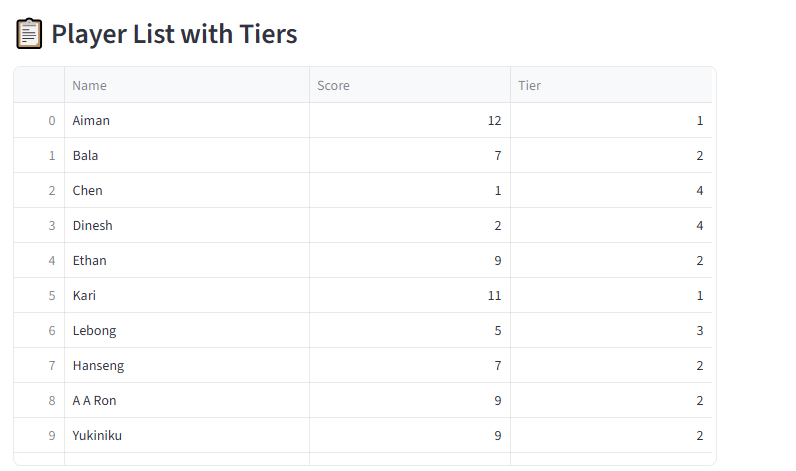 📋 Player List with Tiers
Name Score Tier
0 Aiman 12 1
1 Bala 7 2
2 Chen 1 4
3 Dinesh 2 4
4 Ethan 9 2
5 Kari 11 1
6 Lebong 5 3
7 Hanseng 7 2
8 A A Ron 9 2
9 Yukiniku 9 2